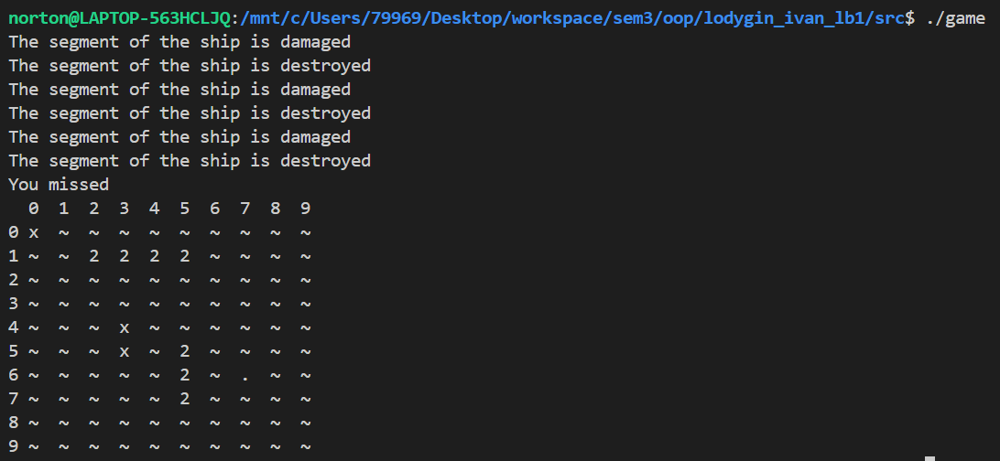 norton@LAPTOP-563HCLJQ:/mnt/c/Users/79969/Desktop/workspace/sem3/oop/lodygin_ivan_lb1/src$ ./game
The segment of the ship is damaged
The segment of the ship is destroyed
The segment of the ship is damaged
The segment of the ship is destroyed
The segment of the ship is damaged
The segment of the ship is destroyed
You missed
  0  1  2  3  4  5  6  7  8  9
0 x  ~  ~  ~  ~  ~  ~  ~  ~  ~
1 ~  ~  2  2  2  2  ~  ~  ~  ~
2 ~  ~  ~  ~  ~  ~  ~  ~  ~  ~
3 ~  ~  ~  ~  ~  ~  ~  ~  ~  ~
4 ~  ~  ~  x  ~  ~  ~  ~  ~  ~
5 ~  ~  ~  x  ~  2  ~  ~  ~  ~
6 ~  ~  ~  ~  ~  2  ~  .  ~  ~
7 ~  ~  ~  ~  ~  2  ~  ~  ~  ~
8 ~  ~  ~  ~  ~  ~  ~  ~  ~  ~
9 ~  ~  ~  ~  ~  ~  ~  ~  ~  ~